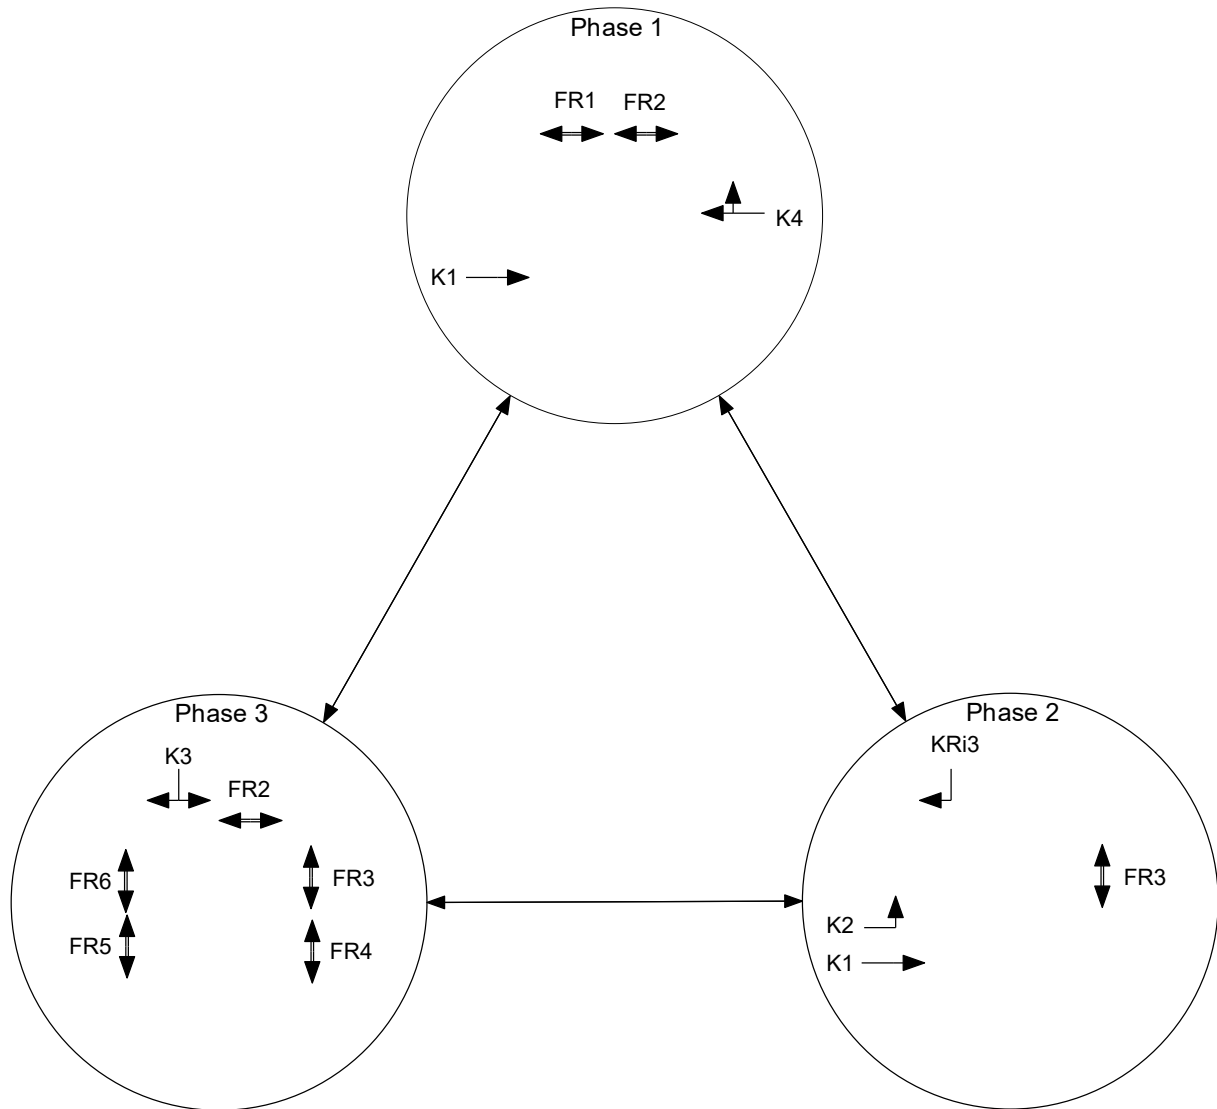 Phase 1
FR1 FR2
K4
K1
Phase 3
K3
FR2
FR6
FR3
FR5
FR4
Phase 2
KRi3
FR3
K2
K1